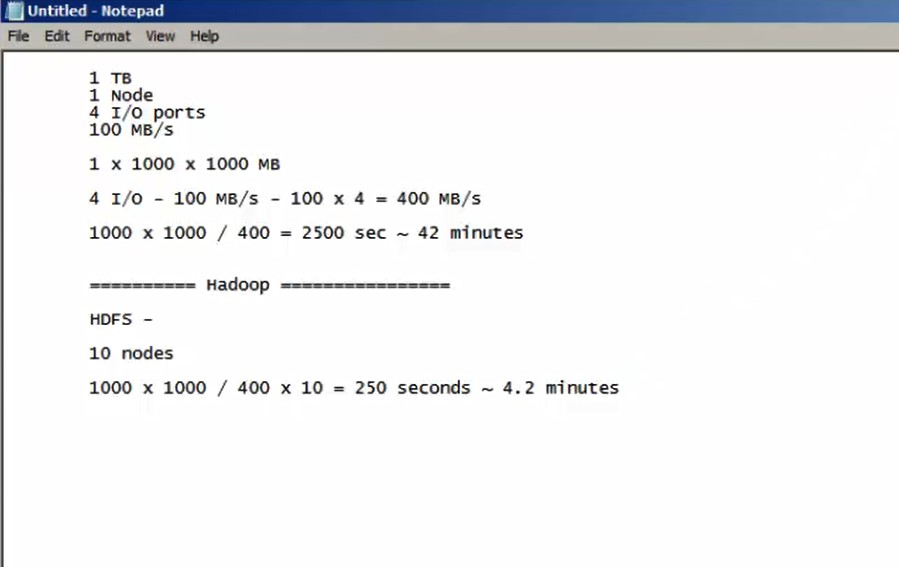 Untitled - Notepad
File Edit Format View Help
1 TB
1 Node
4 I/O ports
100 MB/s
1 x 1000 x 1000 MB
4 I/O - 100 MB/s - 100 x 4 = 400 MB/s
1000 x 1000 / 400 = 2500 sec ~ 42 minutes
========== Hadoop ================
HDFS -
10 nodes
1000 x 1000 / 400 x 10 = 250 seconds ~ 4.2 minutes